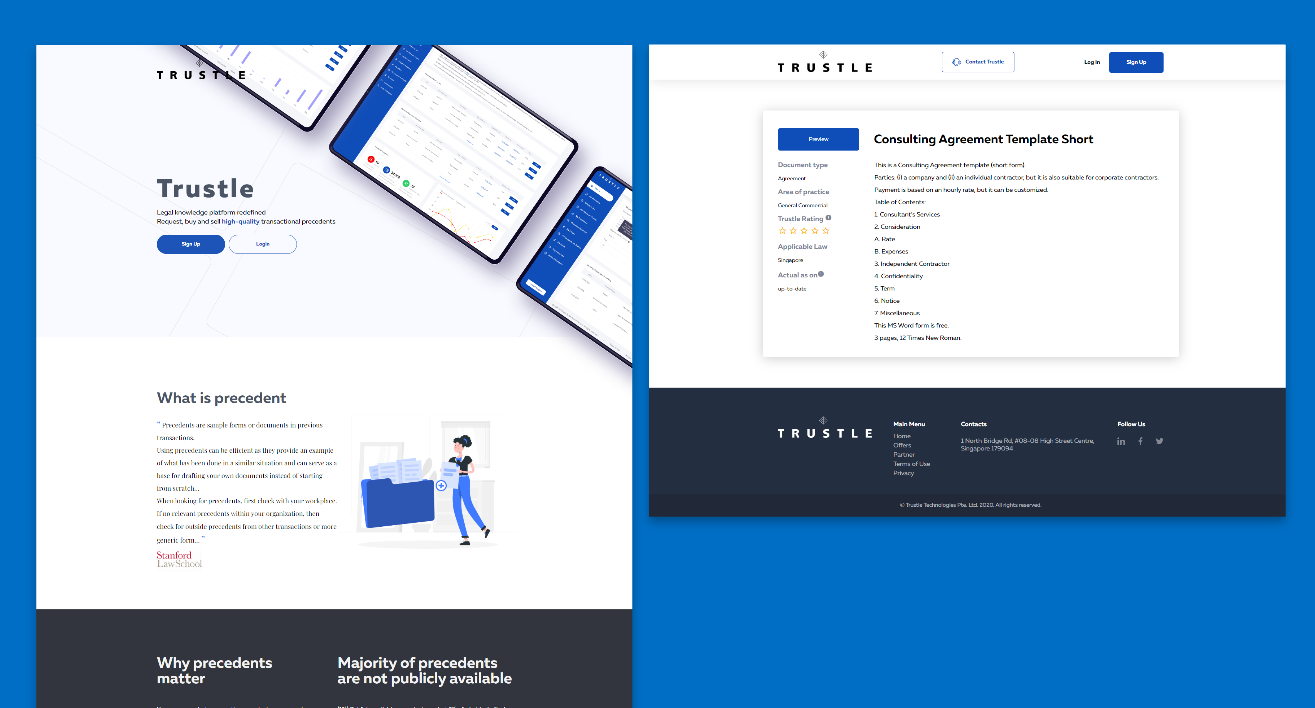 TRUSTLE
Trustle
Legal knowledge platform redefined
Request, buy and sell high-quality transactional precedents
Sign Up
Login
What is precedent
" Precedents are sample forms or documents in previous
transactions.
Using precedents can be efficient as they provide an example
of what has been done in a similar situation and can serve as a
base for drafting your own documents instead of starting
from scratch...
When looking for precedents, first check with your workplace.
If no relevant precedents within your organization, then
check for outside precedents from other transactions or more
generic form... "
Stanford
Law School
Why precedents
matter
Majority of precedents
are not publicly available
TRUSTLE
Contact Trustle
Log in
Sign Up
Preview
Document type
Agreement
Area of practice
General Commercial
Trustle Rating
Applicable Law
Singapore
Actual as on
up-to-date
Consulting Agreement Template Short
This is a Consulting Agreement template (short form).
Parties: (i) a company and (ii) an individual contractor, but it is also suitable for corporate contractors.
Payment is based on an hourly rate, but it can be customized.
Table of Contents:
1. Consultant's Services
2. Consideration
A. Rate
B. Expenses
3. Independent Contractor
4. Confidentiality
5. Term
6. Notice
7. Miscellaneous
This MS Word form is free.
3 pages, 12 Times New Roman.
TRUSTLE
Main Menu
Home
Offers
Partner
Terms of Use
Privacy
Contacts
1 North Bridge Rd, #08-08 High Street Centre,
Singapore 179094
Follow Us
© Trustle Technologies Pte. Ltd. 2020. All rights reserved.